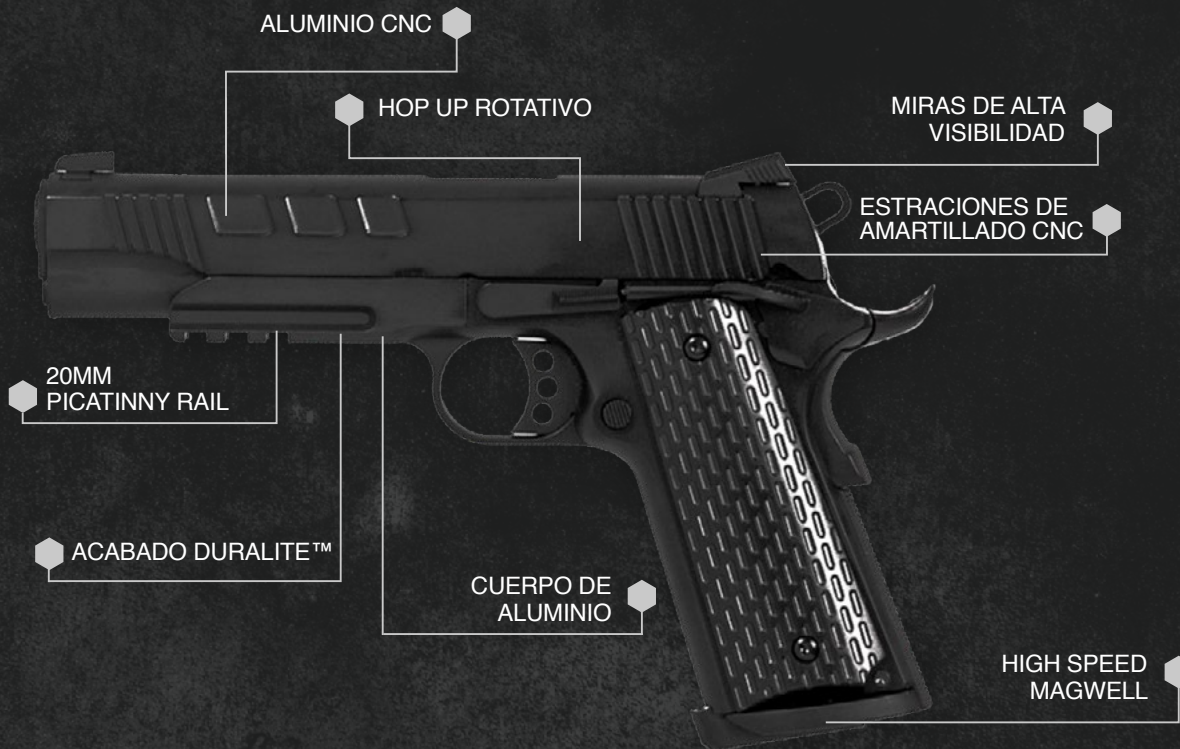 ALUMINIO CNC
HOP UP ROTATIVO
MIRAS DE ALTA
VISIBILIDAD
ESTRACIONES DE
AMARTILLADO CNC
20MM
PICATINNY RAIL
ACABADO DURALITE™
CUERPO DE
ALUMINIO
HIGH SPEED
MAGWELL